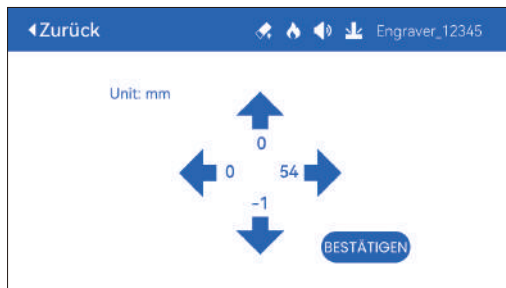 Zurück
Engraver_12345
Unit: mm
0
0 54
-1
BESTÄTIGEN